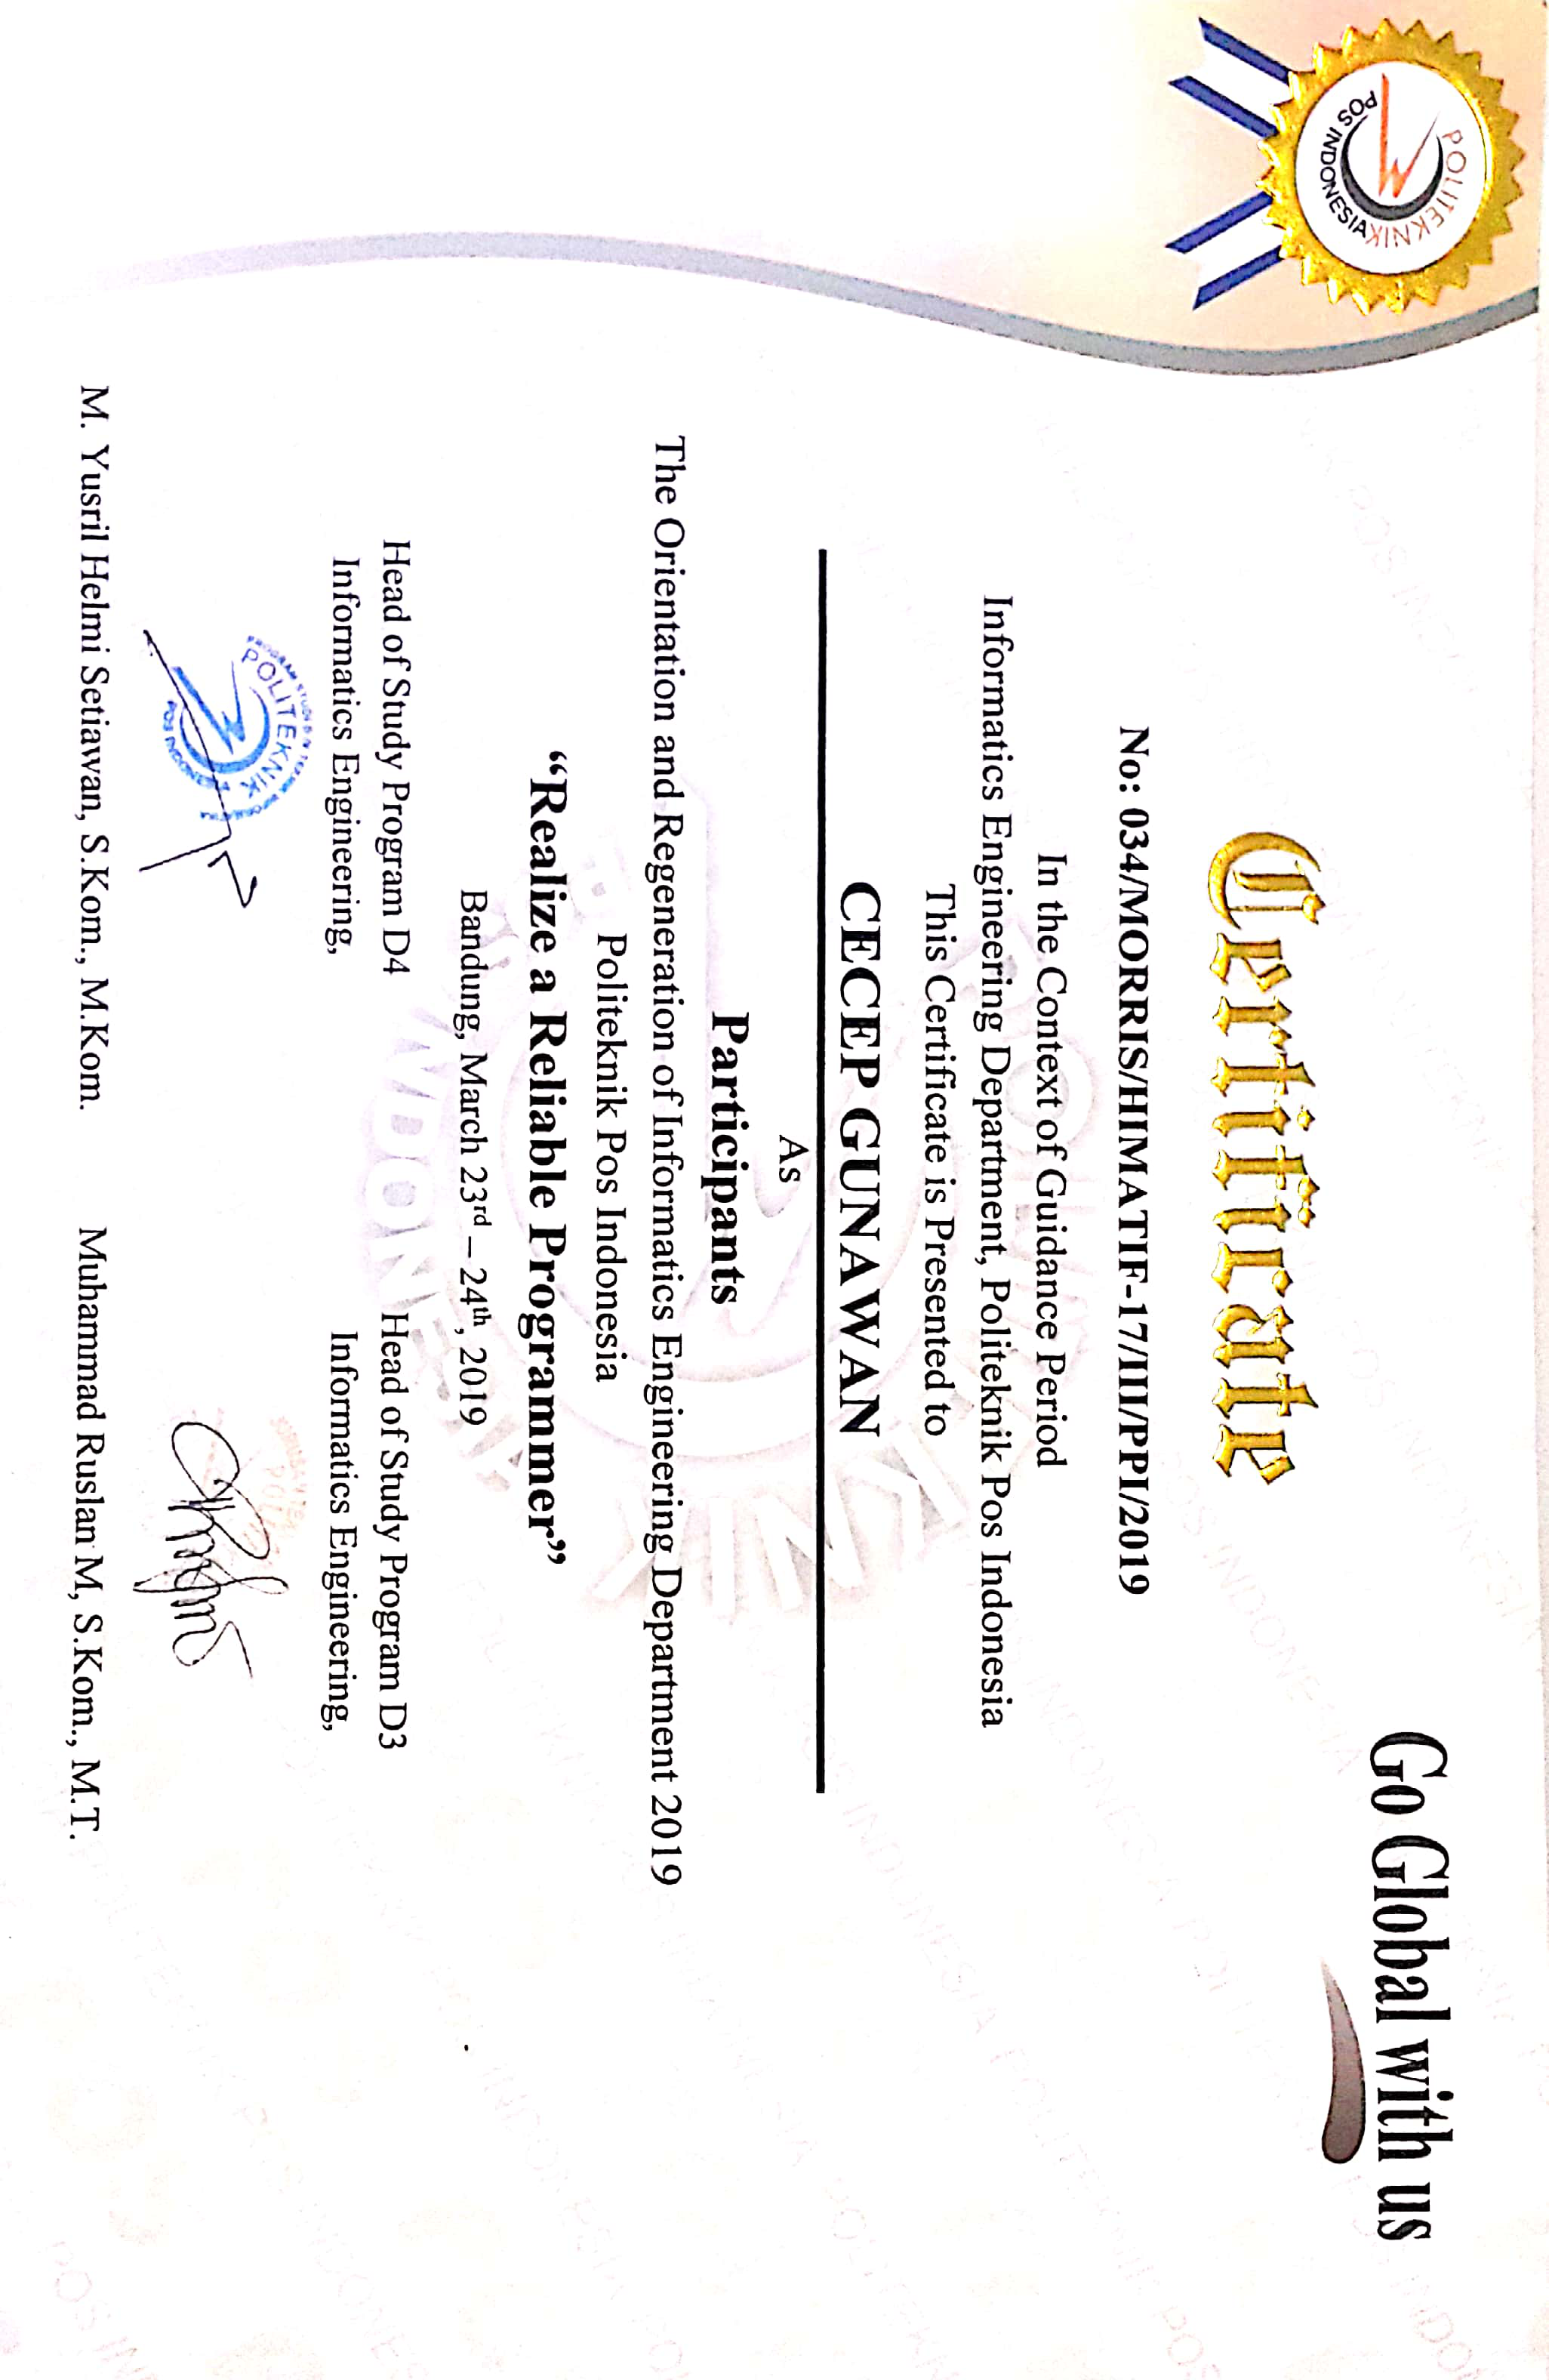 POLITEKNIK
POS INDONESIA
Go Global with us
Certificate
No: 034/MORRIS/HIMATIF-17/III/PPI/2019
In the Context of Guidance Period
Informatics Engineering Department, Politeknik Pos Indonesia
This Certificate is Presented to
CECEP GUNAWAN
As
Participants
The Orientation and Regeneration of Informatics Engineering Department 2019
Politeknik Pos Indonesia
“Realize a Reliable Programmer”
Bandung, March 23rd – 24th, 2019
Head of Study Program D4
Informatics Engineering,
Head of Study Program D3
Informatics Engineering,
POLITEKNIK
POS INDONESIA
M. Yusril Helmi Setiawan, S.Kom., M.Kom.
Muhammad Ruslan M, S.Kom., M.T.